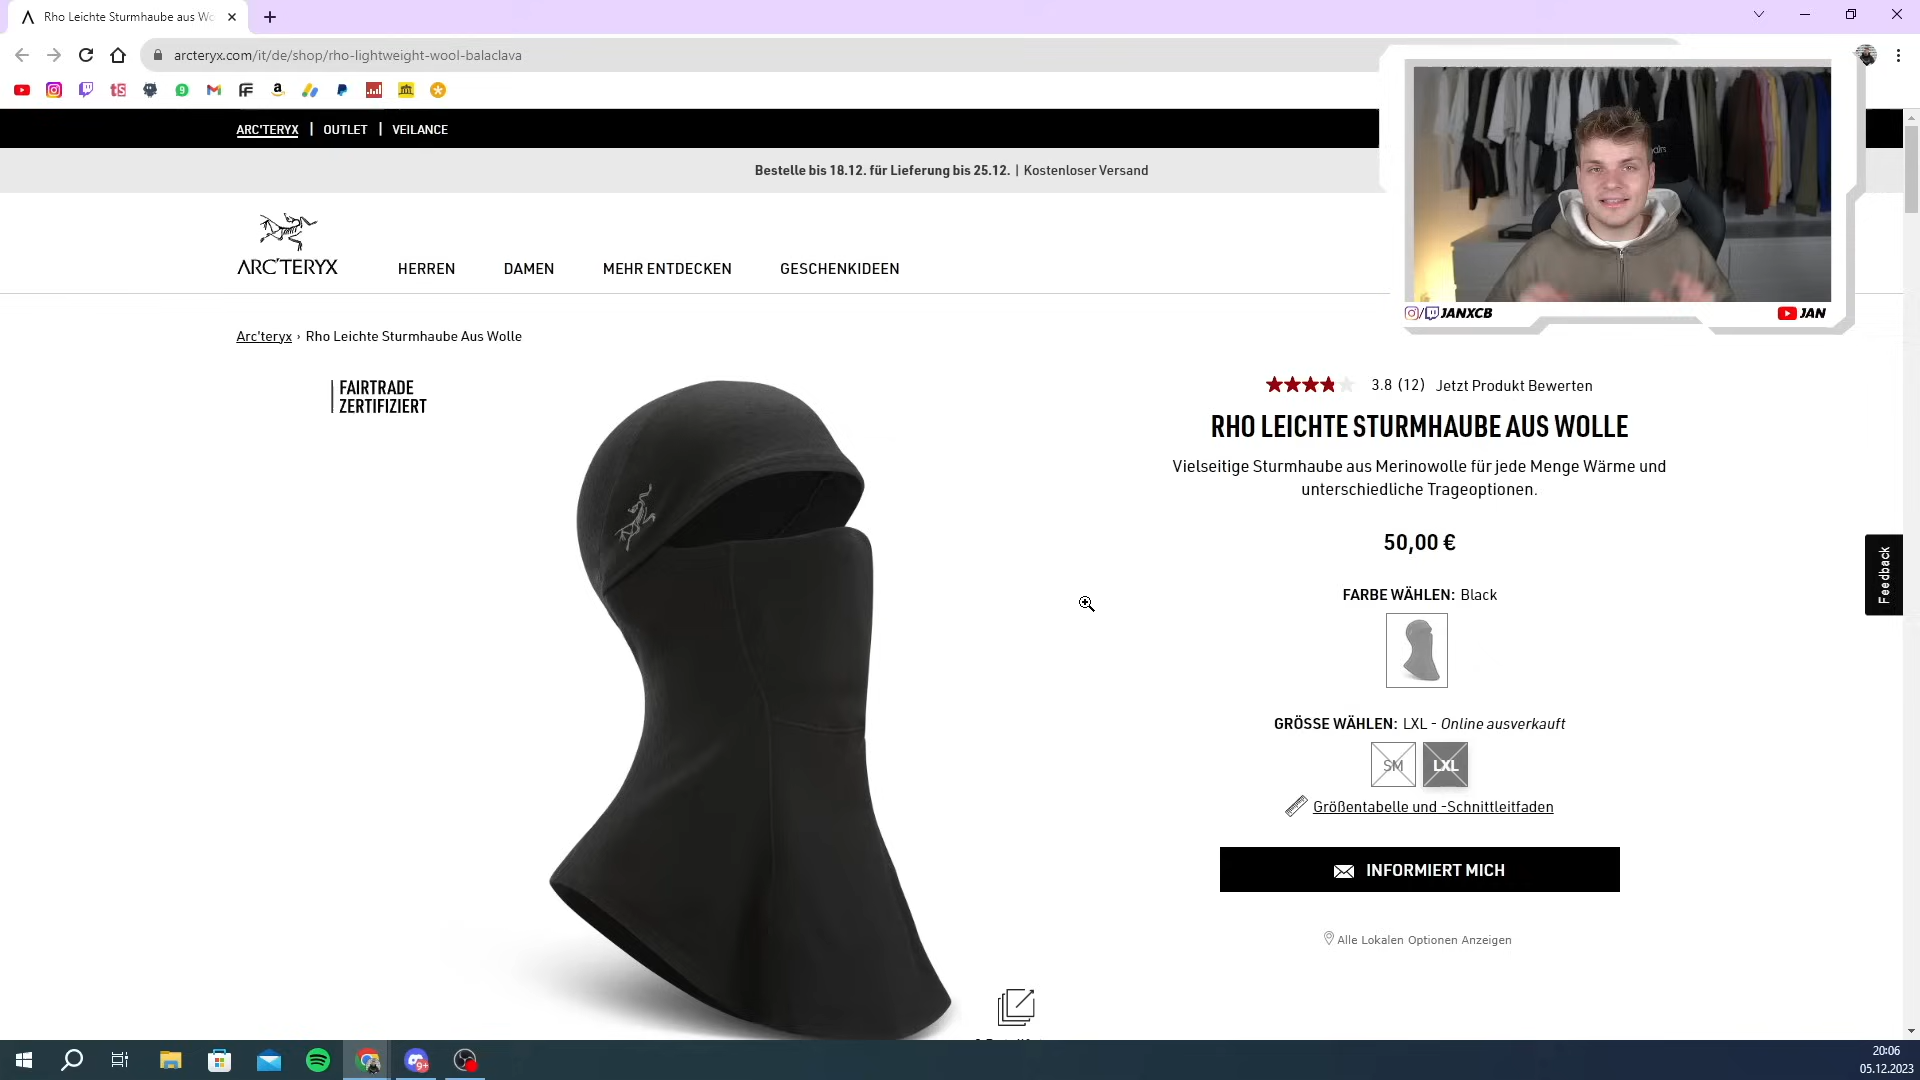 Rho Leichte Sturmhaube aus Wo
arcteryx.com/it/de/shop/rho-lightweight-wool-balaclava
ARC'TERYX | OUTLET | VEILANCE
Bestelle bis 18.12. für Lieferung bis 25.12. | Kostenloser Versand
ARC'TERYX
HERREN DAMEN MEHR ENTDECKEN GESCHENKIDEEN
JANXCB
JAN
Arc'teryx › Rho Leichte Sturmhaube Aus Wolle
FAIRTRADE
ZERTIFIZIERT
3.8 (12) Jetzt Produkt Bewerten
RHO LEICHTE STURMHAUBE AUS WOLLE
Vielseitige Sturmhaube aus Merinowolle für jede Menge Wärme und
unterschiedliche Trageoptionen.
50,00 €
FARBE WÄHLEN: Black
Feedback
GRÖSSE WÄHLEN: LXL - Online ausverkauft
SM LXL
Größentabelle und -Schnittleitfaden
INFORMIERT MICH
Alle Lokalen Optionen Anzeigen
20:06
05.12.2023